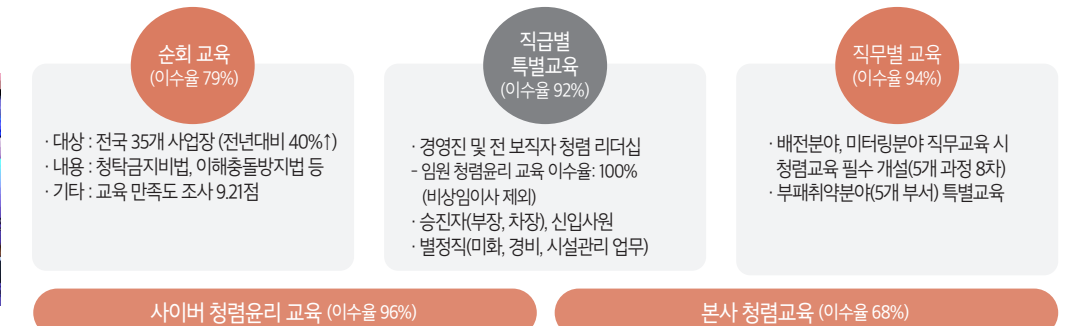 순회 교육
(이수율 79%)
· 대상 : 전국 35개 사업장 (전년대비 40%↑)
· 내용 : 청탁금지비법, 이해충돌방지법 등
· 기타 : 교육 만족도 조사 9.21점
직급별
특별교육
(이수율 92%)
· 경영진 및 전 보직자 청렴 리더십
- 임원 청렴윤리 교육 이수율: 100%
(비상임이사 제외)
· 승진자(부장, 차장), 신입사원
· 별정직(미화, 경비, 시설관리 업무)
직무별 교육
(이수율 94%)
· 배전분야, 미터링분야 직무교육 시
청렴교육 필수 개설(5개 과정 8차)
· 부패취약분야(5개 부서) 특별교육
사이버 청렴윤리 교육 (이수율 96%)
본사 청렴교육 (이수율 68%)